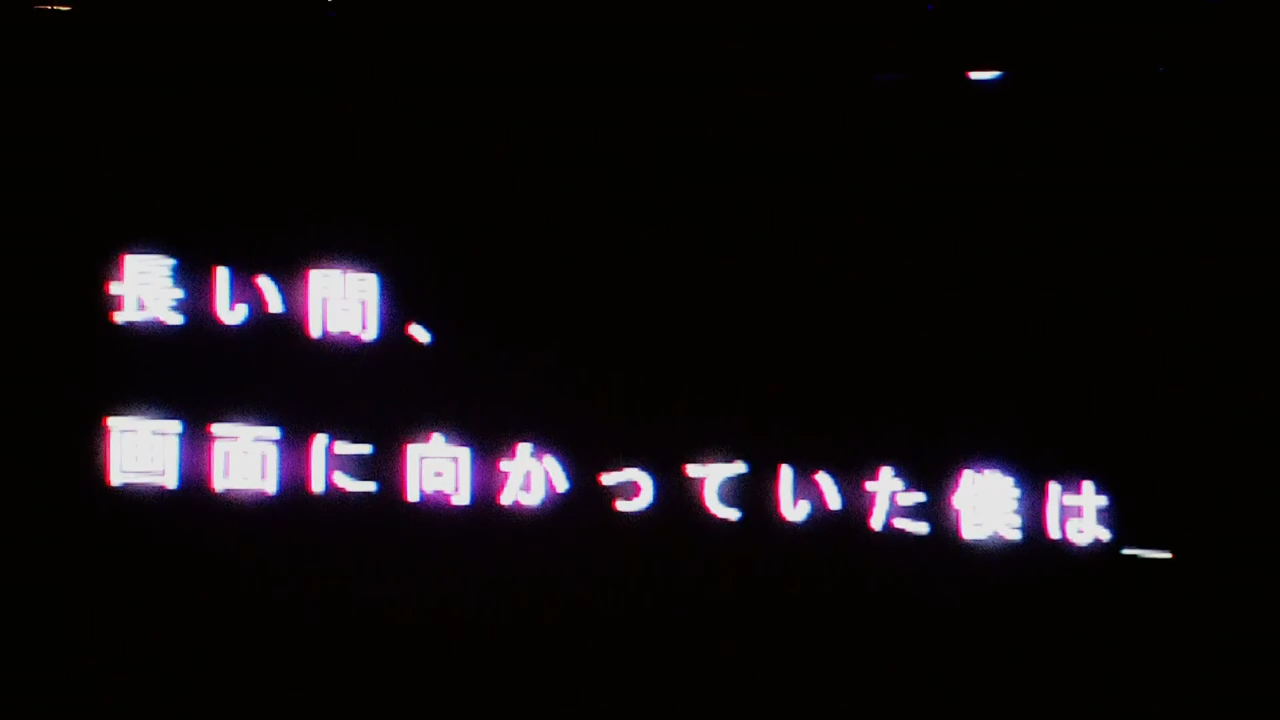 長い間、
画面に向かっていた僕は_